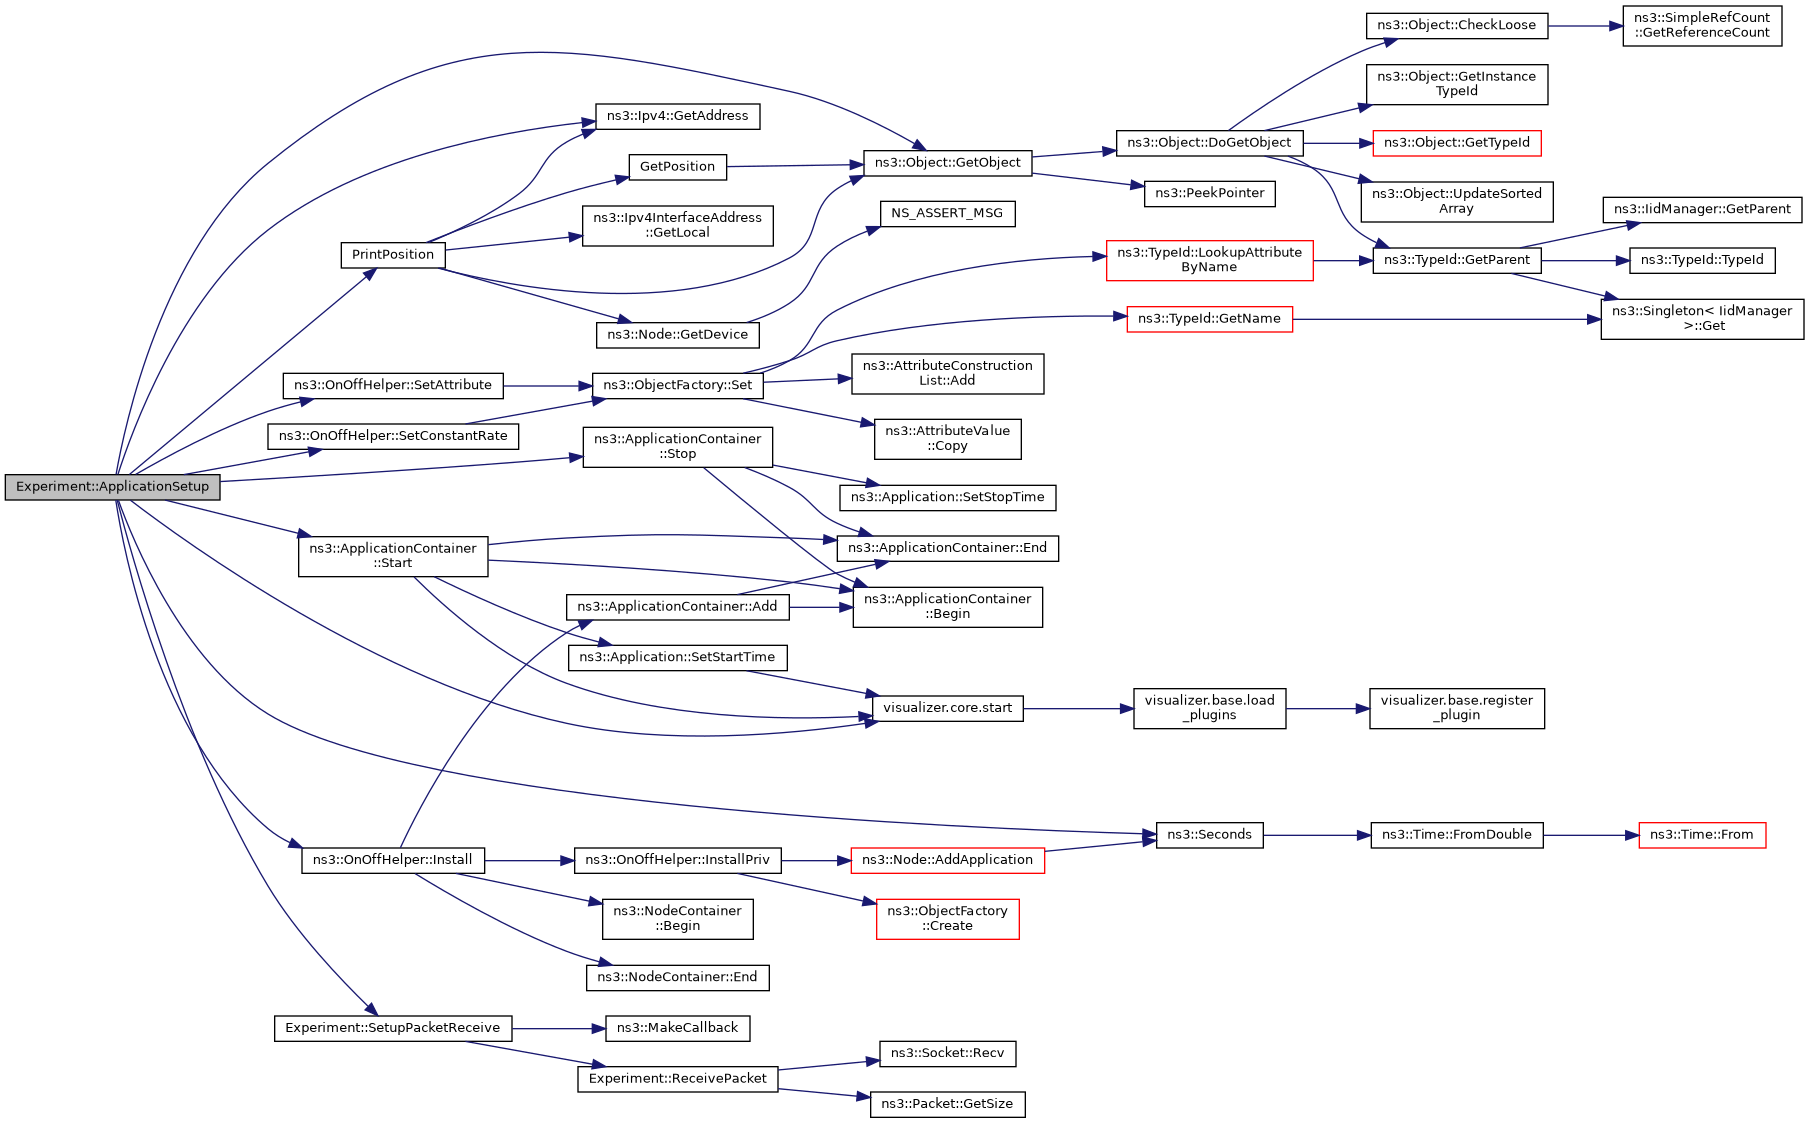 ns3::Object::CheckLoose
ns3::SimpleRefCount
::GetReferenceCount
ns3::Object::GetInstance
TypeId
ns3::Ipv4::GetAddress
ns3::Object::DoGetObject
ns3::Object::GetTypeId
GetPosition
ns3::Object::GetObject
ns3::PeekPointer
ns3::Object::UpdateSorted
Array
ns3::Ipv4InterfaceAddress
::GetLocal
NS_ASSERT_MSG
ns3::IidManager::GetParent
PrintPosition
ns3::TypeId::LookupAttribute
ByName
ns3::TypeId::GetParent
ns3::TypeId::TypeId
ns3::Node::GetDevice
ns3::TypeId::GetName
ns3::Singleton< IidManager
>::Get
ns3::OnOffHelper::SetAttribute
ns3::ObjectFactory::Set
ns3::AttributeConstruction
List::Add
ns3::OnOffHelper::SetConstantRate
ns3::ApplicationContainer
::Stop
ns3::AttributeValue
::Copy
Experiment::ApplicationSetup
ns3::Application::SetStopTime
ns3::ApplicationContainer
::Start
ns3::ApplicationContainer::End
ns3::ApplicationContainer::Add
ns3::ApplicationContainer
::Begin
ns3::Application::SetStartTime
visualizer.core.start
visualizer.base.load
_plugins
visualizer.base.register
_plugin
ns3::Seconds
ns3::Time::FromDouble
ns3::Time::From
ns3::OnOffHelper::Install
ns3::OnOffHelper::InstallPriv
ns3::Node::AddApplication
ns3::NodeContainer
::Begin
ns3::ObjectFactory
::Create
ns3::NodeContainer::End
Experiment::SetupPacketReceive
ns3::MakeCallback
ns3::Socket::Recv
Experiment::ReceivePacket
ns3::Packet::GetSize